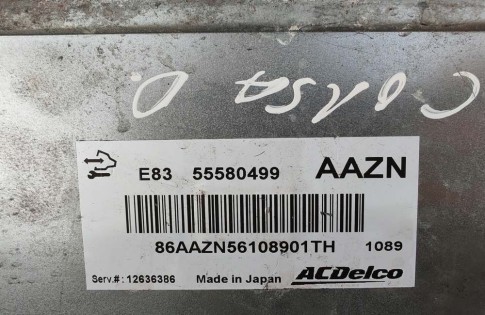 CORSA D.
E83 55580499 AAZN
86AAZN56108901TH 1089
Serv.#: 12636386 Made in Japan ACDelco